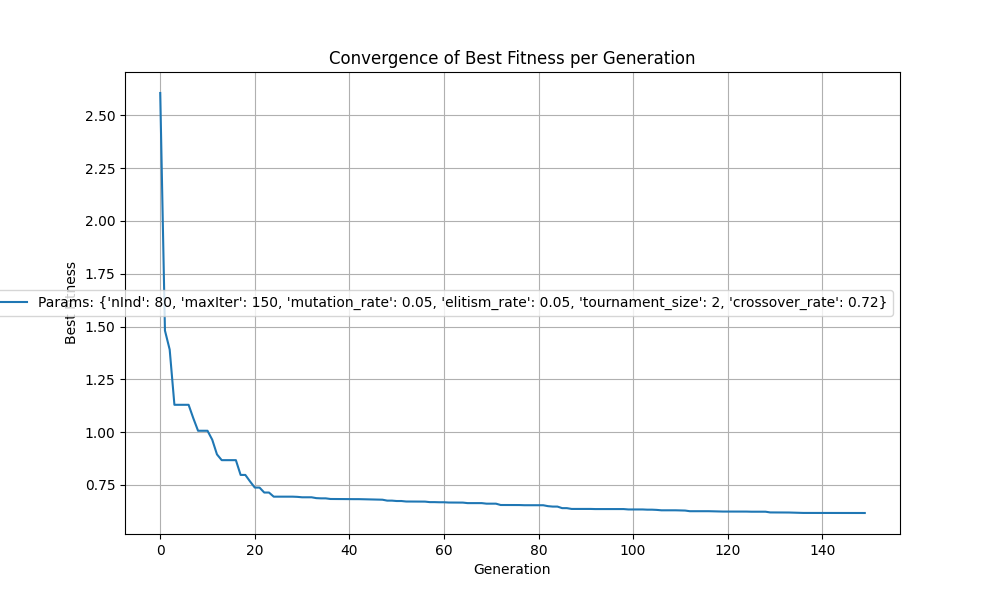 Convergence of Best Fitness per Generation
2.50
2.25
2.00
1.75
1.50
1.25
1.00
0.75
Best
ness
Params: {'nInd': 80, 'maxIter': 150, 'mutation_rate': 0.05, 'elitism_rate': 0.05, 'tournament_size': 2, 'crossover_rate': 0.72}
0 20 40 60 80 100 120 140
Generation